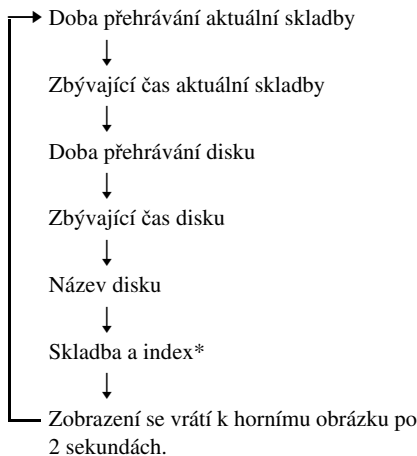 Doba přehrávání aktuální skladby
Zbývající čas aktuální skladby
Doba přehrávání disku
Zbývající čas disku
Název disku
Skladba a index*
Zobrazení se vrátí k hornímu obrázku po
2 sekundách.